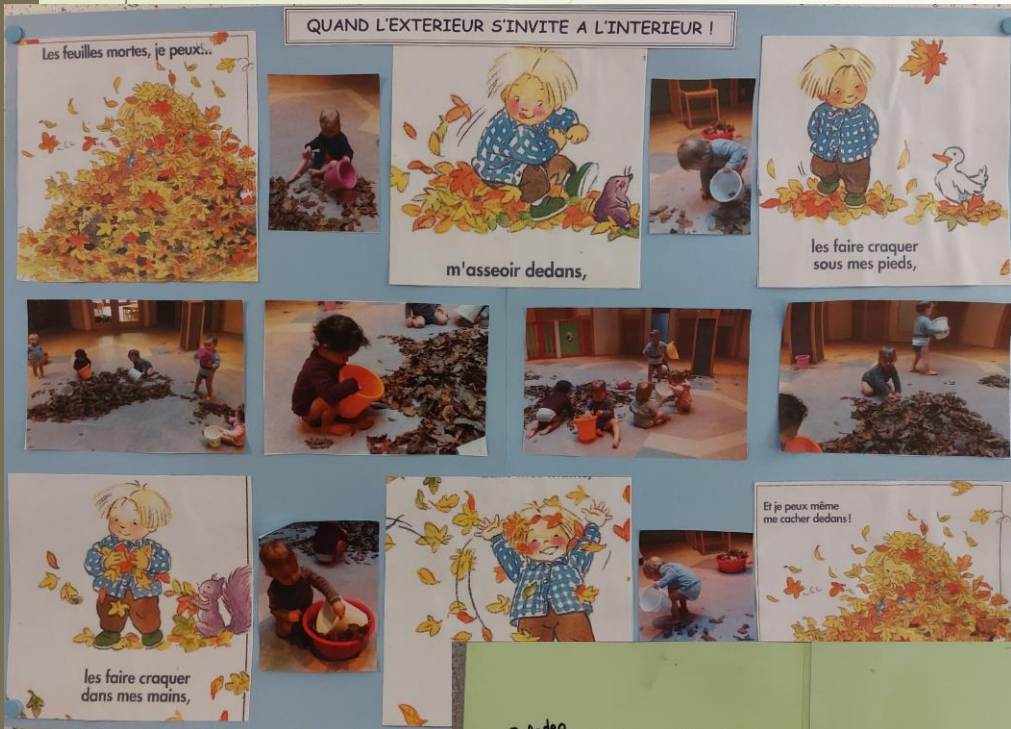 QUAND L'EXTERIEUR S'INVITE A L'INTERIEUR !
Les feuilles mortes, je peux...
m'asseoir dedans,
les faire craquer
sous mes pieds,
les faire craquer
dans mes mains,
Et je peux même
me cacher dedans !